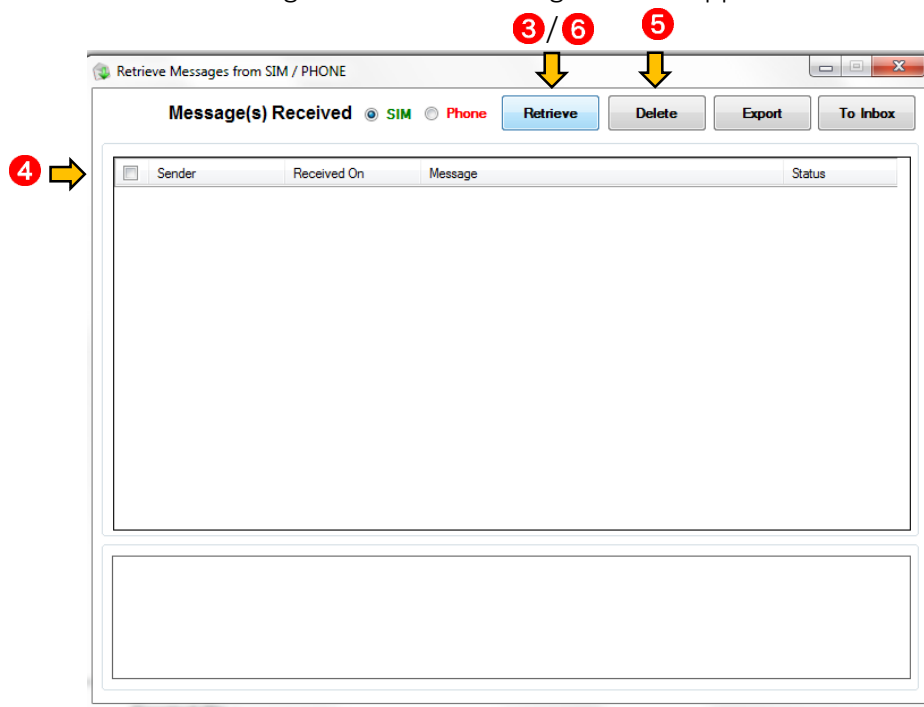 3/6 5
Retrieve Messages from SIM / PHONE
Message(s) Received SIM Phone Retrieve Delete Export To Inbox
4
Sender Received On Message Status